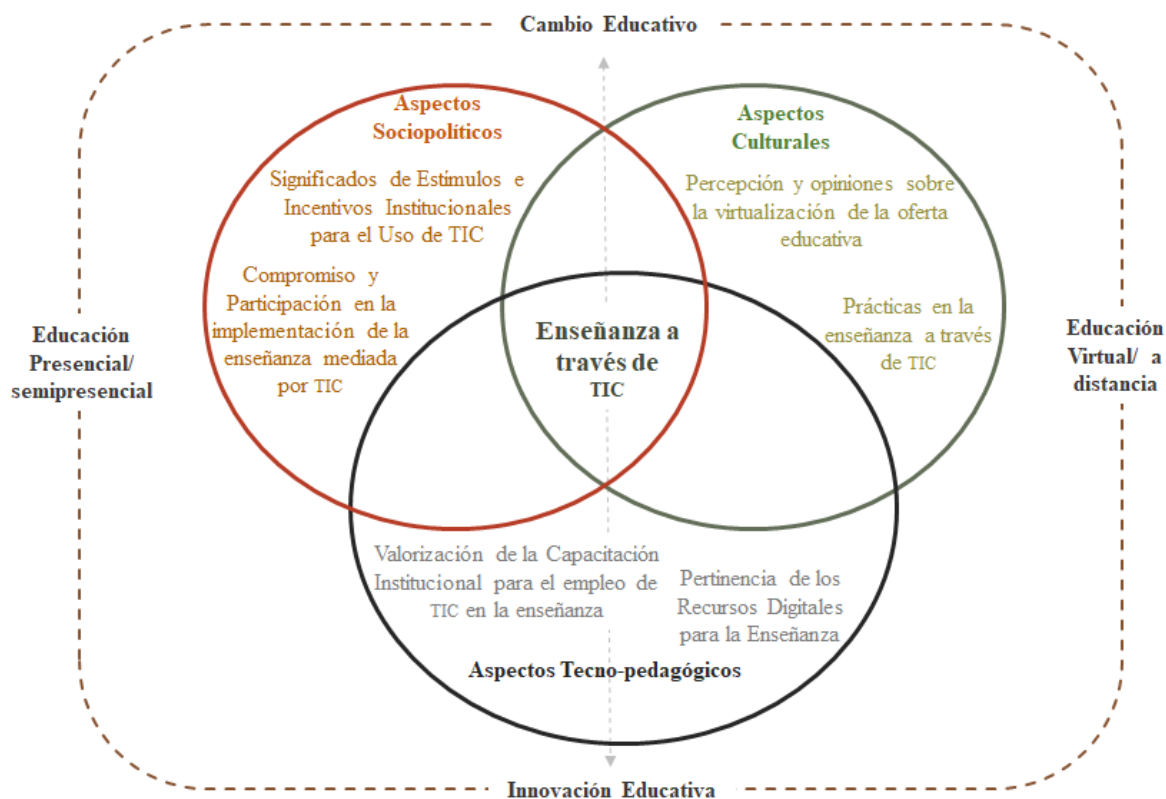 Cambio Educativo
Aspectos
Sociopolíticos
Significados de Estimulos e
Incentivos Institucionales
para el Uso de TIC
Compromiso y
Participación en la
implementación de la
enseñanza mediada
por TIC
Aspectos
Culturales
Percepción y opiniones sobre
la virtualización de la oferta
educativa
Prácticas en la
enseñanza a través
de TIC
Educación
Presencial/
semipresencial
Enseñanza a
través de
TIC
Educación
Virtual/ a
distancia
Valorización de la Capacitación
Institucional para el empleo de
TIC en la enseñanza
Pertinencia de los
Recursos Digitales
para la Enseñanza
Aspectos Tecno-pedagógicos
Innovación Educativa